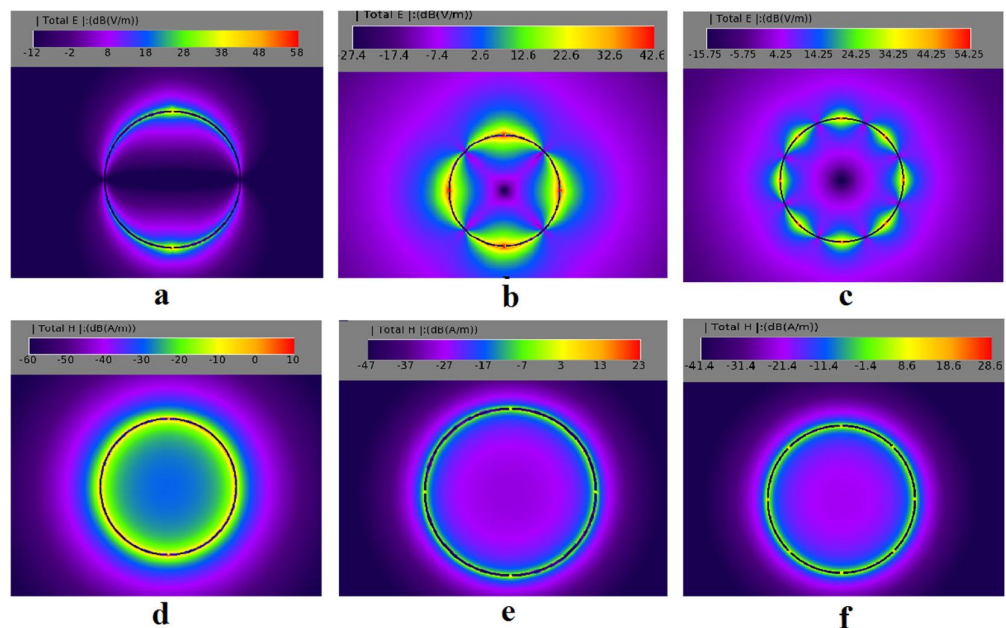 | Total E |:(dB(V/m))
-12 -2 8 18 28 38 48 58
a
| Total E |:(dB(V/m))
-27.4 -17.4 -7.4 2.6 12.6 22.6 32.6 42.6
b
| Total E |:(dB(V/m))
-15.75 -5.75 4.25 14.25 24.25 34.25 44.25 54.25
c
| Total H |:(dB(A/m))
-60 -50 -40 -30 -20 -10 0 10
d
| Total H |:(dB(A/m))
-47 -37 -27 -17 -7 3 13 23
e
| Total H |:(dB(A/m))
-41.4 -31.4 -21.4 -11.4 -1.4 8.6 18.6 28.6
f